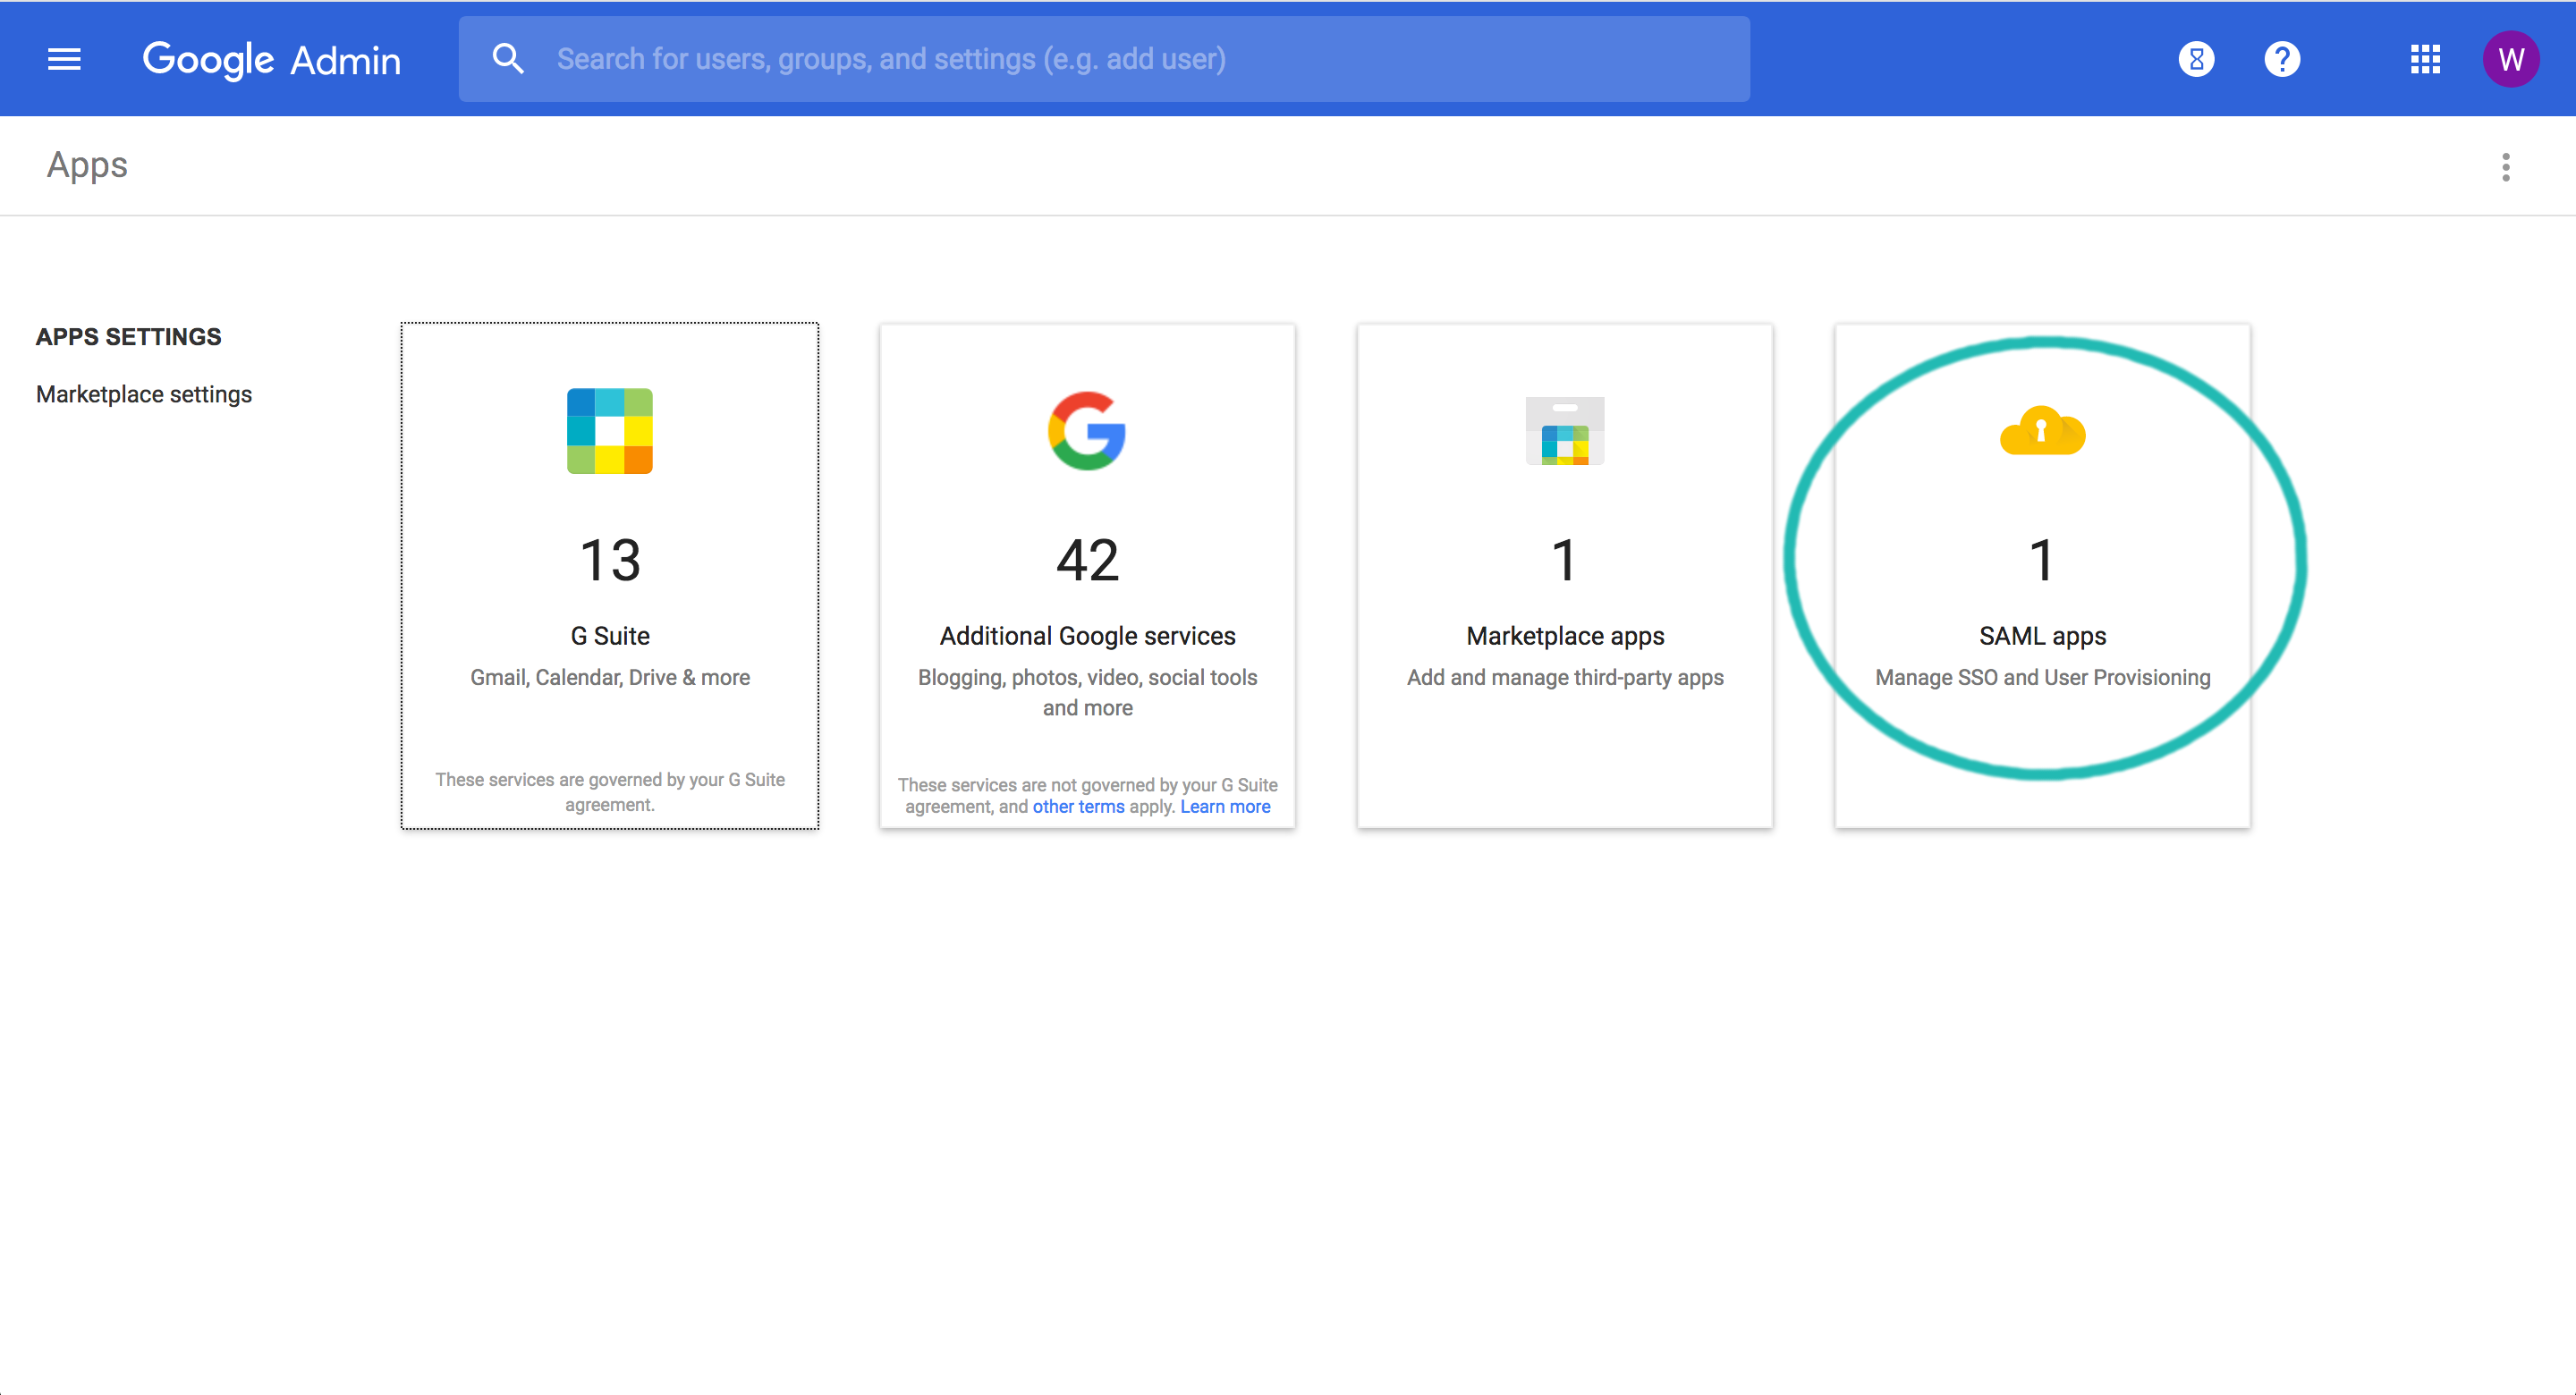 Google Admin
Search for users, groups, and settings (e.g. add user)
?
W
Apps
APPS SETTINGS
Marketplace settings
13
G Suite
Gmail, Calendar, Drive & more
These services are governed by your G Suite
agreement.
42
Additional Google services
Blogging, photos, video, social tools
and more
These services are not governed by your G Suite
agreement, and other terms apply. Learn more
1
Marketplace apps
Add and manage third-party apps
1
SAML apps
Manage SSO and User Provisioning